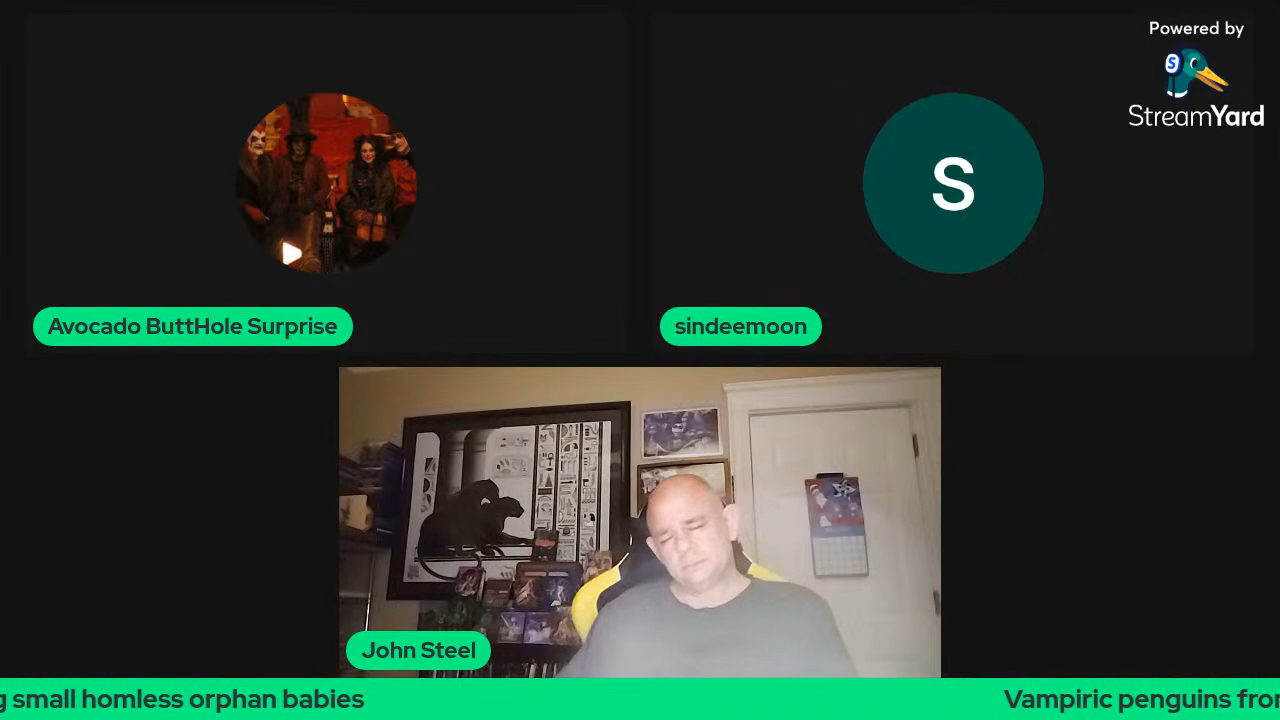 Powered by
S
StreamYard
S
Avocado ButtHole Surprise
sindeemoon
John Steel
g small homless orphan babies
Vampiric penguins fro